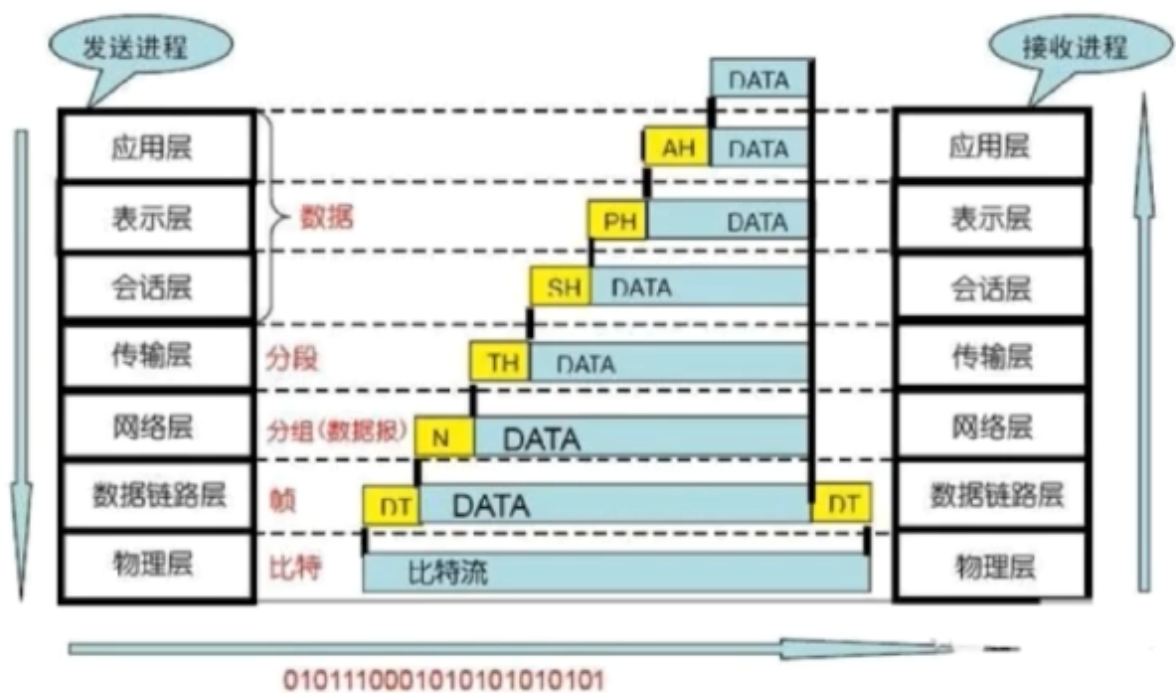 发送进程
接收进程
DATA
应用层
AH
DATA
应用层
表示层
数据
PH
DATA
表示层
会话层
SH
DATA
会话层
传输层
分段
TH
DATA
传输层
网络层
分组(数据报)
N
DATA
网络层
数据链路层
帧
DT
DATA
DT
数据链路层
物理层
比特
比特流
物理层
0101110001010101010101